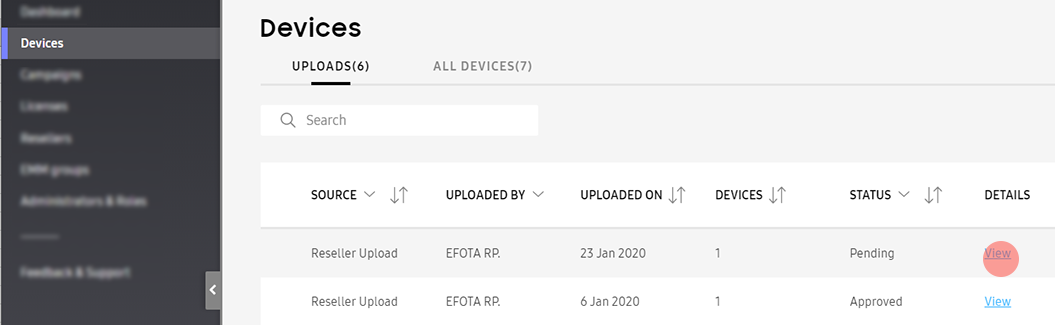 Dashboard
Devices
Campaigns
Licenses
Resellers
EMM groups
Administrators & Roles
Feedback & Support
Devices
UPLOADS(6) ALL DEVICES(7)
Search
SOURCE UPLOADED BY UPLOADED ON DEVICES STATUS DETAILS
Reseller Upload EFOTA RP. 23 Jan 2020 1 Pending View
Reseller Upload EFOTA RP. 6 Jan 2020 1 Approved View